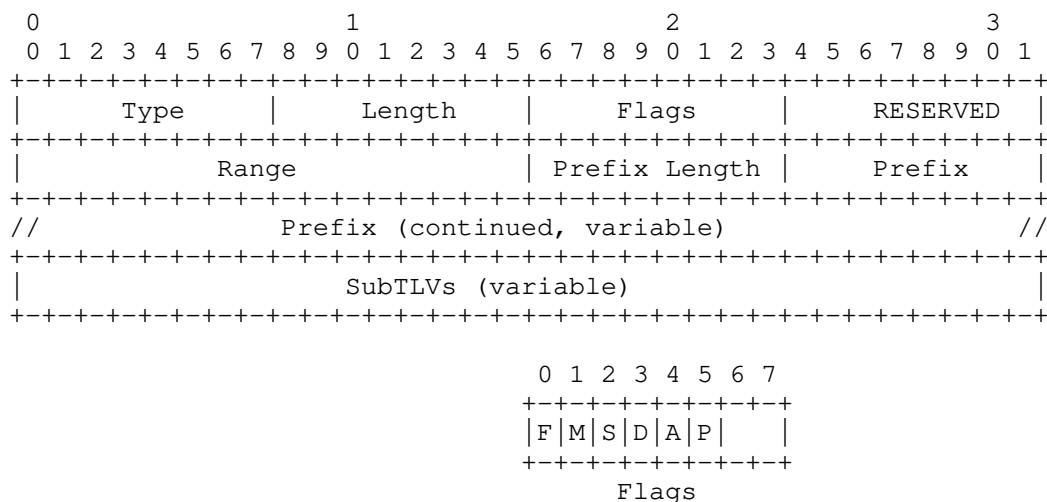 0                   1                   2                   3
 0 1 2 3 4 5 6 7 8 9 0 1 2 3 4 5 6 7 8 9 0 1 2 3 4 5 6 7 8 9 0 1
+-+-+-+-+-+-+-+-+-+-+-+-+-+-+-+-+-+-+-+-+-+-+-+-+-+-+-+-+-+-+-+-+
|     Type      |     Length    |     Flags     |     RESERVED  |
+-+-+-+-+-+-+-+-+-+-+-+-+-+-+-+-+-+-+-+-+-+-+-+-+-+-+-+-+-+-+-+-+
|           Range               | Prefix Length |     Prefix    |
+-+-+-+-+-+-+-+-+-+-+-+-+-+-+-+-+-+-+-+-+-+-+-+-+-+-+-+-+-+-+-+-+
//               Prefix (continued, variable)                  //
+-+-+-+-+-+-+-+-+-+-+-+-+-+-+-+-+-+-+-+-+-+-+-+-+-+-+-+-+-+-+-+-+
|                    SubTLVs (variable)                         |
+-+-+-+-+-+-+-+-+-+-+-+-+-+-+-+-+-+-+-+-+-+-+-+-+-+-+-+-+-+-+-+-+
 0 1 2 3 4 5 6 7
+-+-+-+-+-+-+-+-+
|F|M|S|D|A|P|   |
+-+-+-+-+-+-+-+-+
Flags